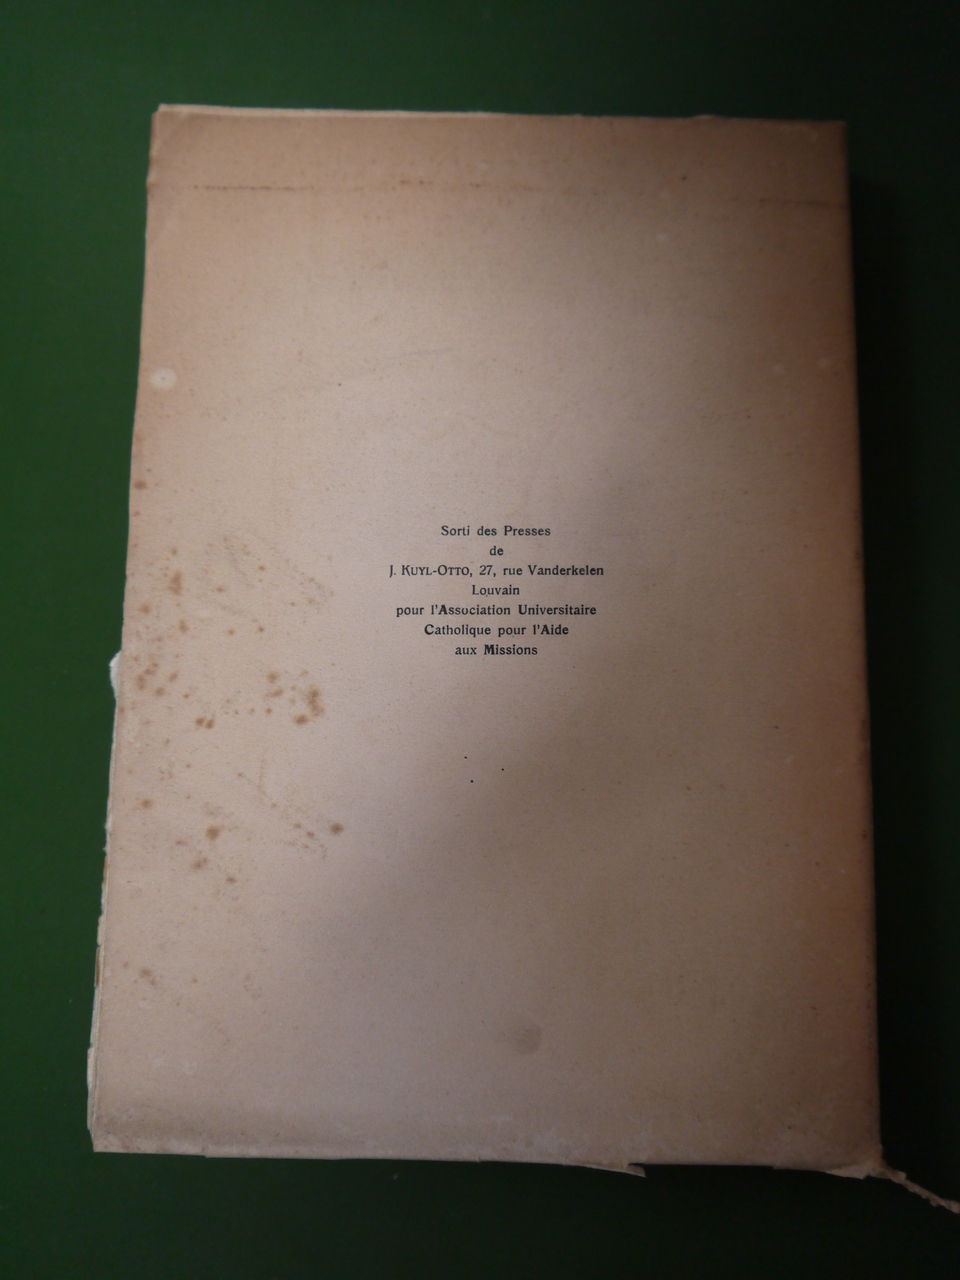 Sorti des Presses
de
J. KUYL-OTTO, 27, rue Vanderkelen
Louvain
pour l'Association Universitaire
Catholique pour l'Aide
aux Missions